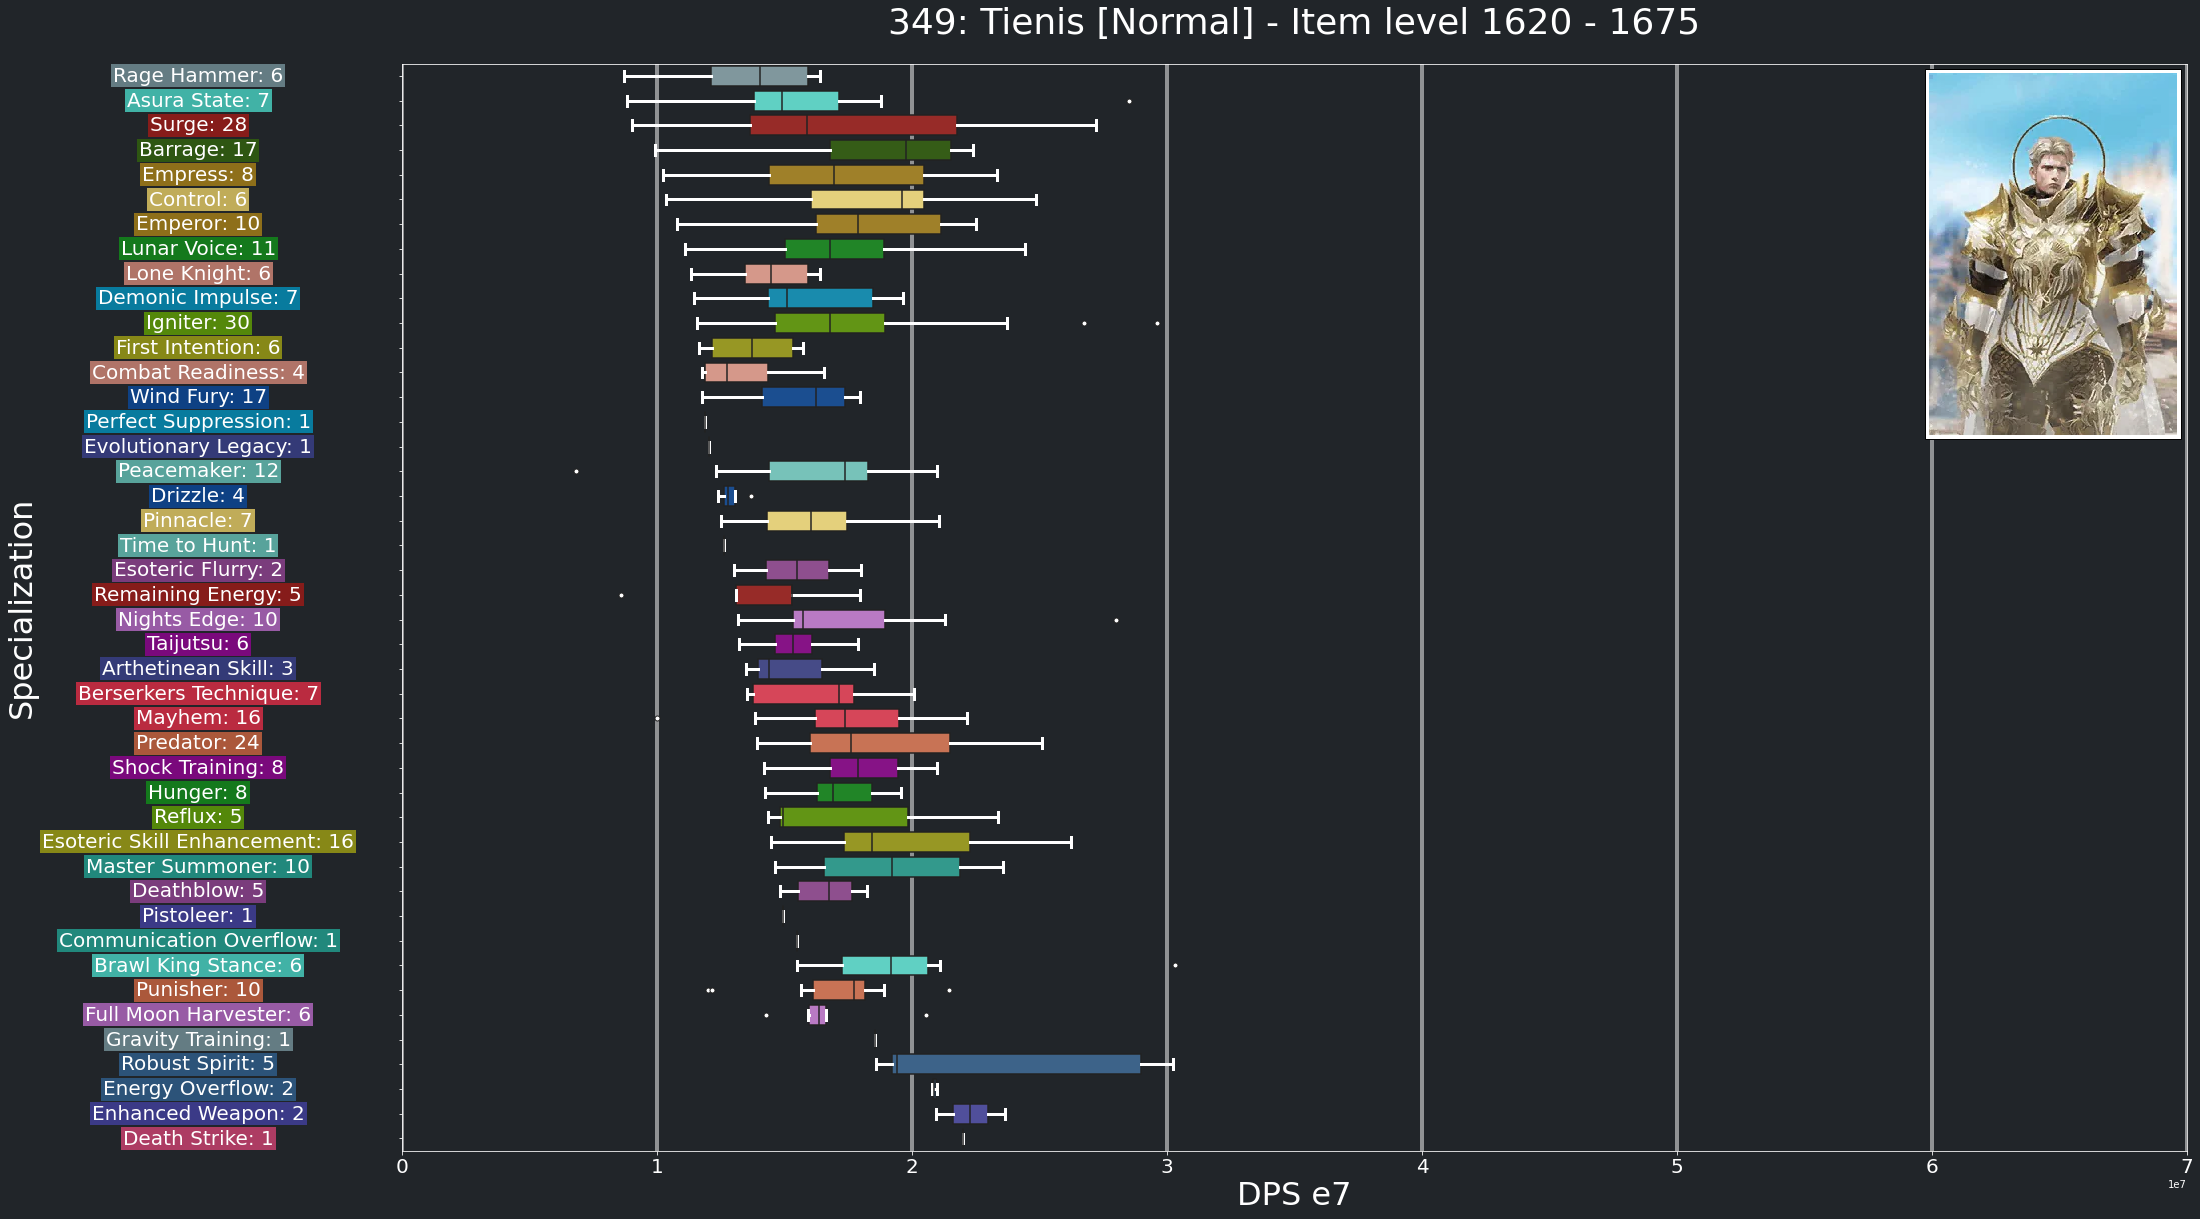 349: Tienis [Normal] - Item level 1620 - 1675
Specialization
Rage Hammer: 6
Asura State: 7
Surge: 28
Barrage: 17
Empress: 8
Control: 6
Emperor: 10
Lunar Voice: 11
Lone Knight: 6
Demonic Impulse: 7
Igniter: 30
First Intention: 6
Combat Readiness: 4
Wind Fury: 17
Perfect Suppression: 1
Evolutionary Legacy: 1
Peacemaker: 12
Drizzle: 4
Pinnacle: 7
Time to Hunt: 1
Esoteric Flurry: 2
Remaining Energy: 5
Nights Edge: 10
Taijutsu: 6
Arthetinean Skill: 3
Berserkers Technique: 7
Mayhem: 16
Predator: 24
Shock Training: 8
Hunger: 8
Reflux: 5
Esoteric Skill Enhancement: 16
Master Summoner: 10
Deathblow: 5
Pistoleer: 1
Communication Overflow: 1
Brawl King Stance: 6
Punisher: 10
Full Moon Harvester: 6
Gravity Training: 1
Robust Spirit: 5
Energy Overflow: 2
Enhanced Weapon: 2
Death Strike: 1
0 1 2 3 4 5 6 7
1e7
DPS e7